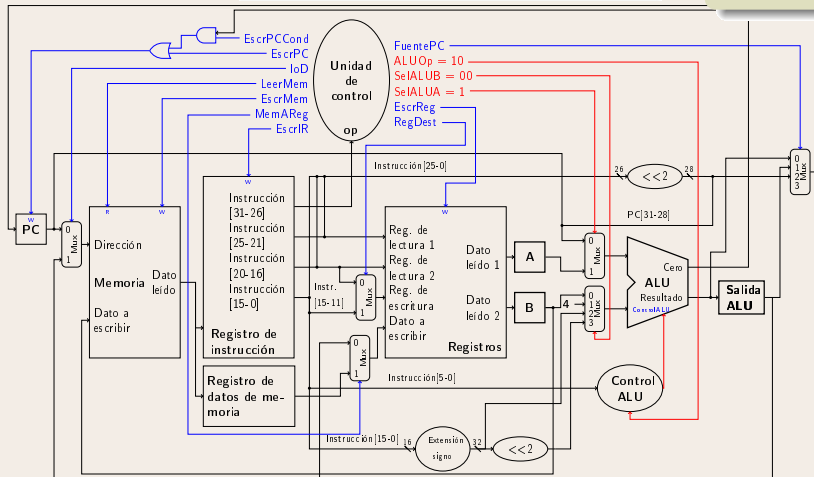 EscrPCCond
EscrPC
IoD
LeerMem
EscrMem
MemAReg
EscrIR
Unidad
de
control
op
FuentePC
ALUOp = 10
SelALUB = 00
SelALUA = 1
EscrReg
RegDest
Instrucción[25-0]
26
<<2
28
0
1
2
3
Mux
PC[31-28]
W
PC
0
1
Mux
R
W
Dirección
Memoria
Dato
leído
Dato a
escribir
W
Instrucción
[31-26]
Instrucción
[25-21]
Instrucción
[20-16]
Instrucción
[15-0]
Registro de
instrucción
Registro de
datos de me-
moria
Instr.
[15-11]
0
1
Mux
0
1
Mux
W
Reg. de
lectura 1
Reg. de
lectura 2
Reg. de
escritura
Dato a
escribir
Dato
leído 1
Dato
leído 2
Registros
A
B
4
0
1
Mux
0
1
2
3
Mux
Cero
ALU
Resultado
ControlALU
Salida
ALU
Instrucción[5-0]
Control
ALU
Instrucción[15-0]
16
Extensión
signo
32
<<2